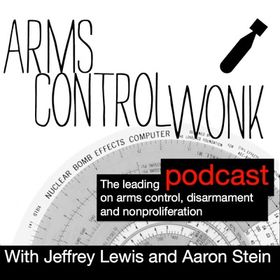 ARMS
CONTROLWONK
NUCLEAR BOMB EFFECTS COMPUTER
The leading podcast
on arms control, disarmament
and nonproliferation
With Jeffrey Lewis and Aaron Stein